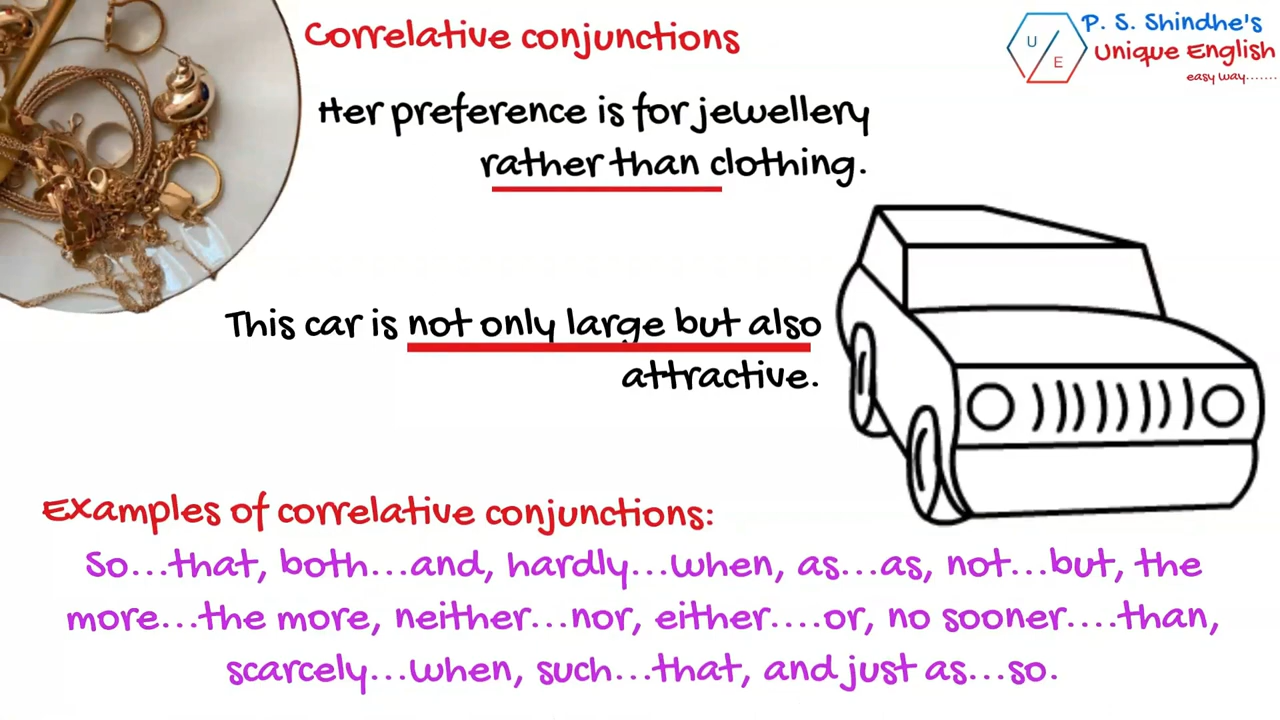 Correlative conjunctions
P. S. Shindhe's
Unique English
easy way.......
U
E
Her preference is for jewellery
rather than clothing.
This car is not only large but also
attractive.
Examples of correlative conjunctions:
So...that, both...and, hardly...when, as...as, not...but, the
more...the more, neither...nor, either....or, no sooner....than,
scarcely...when, such...that, and just as...so.